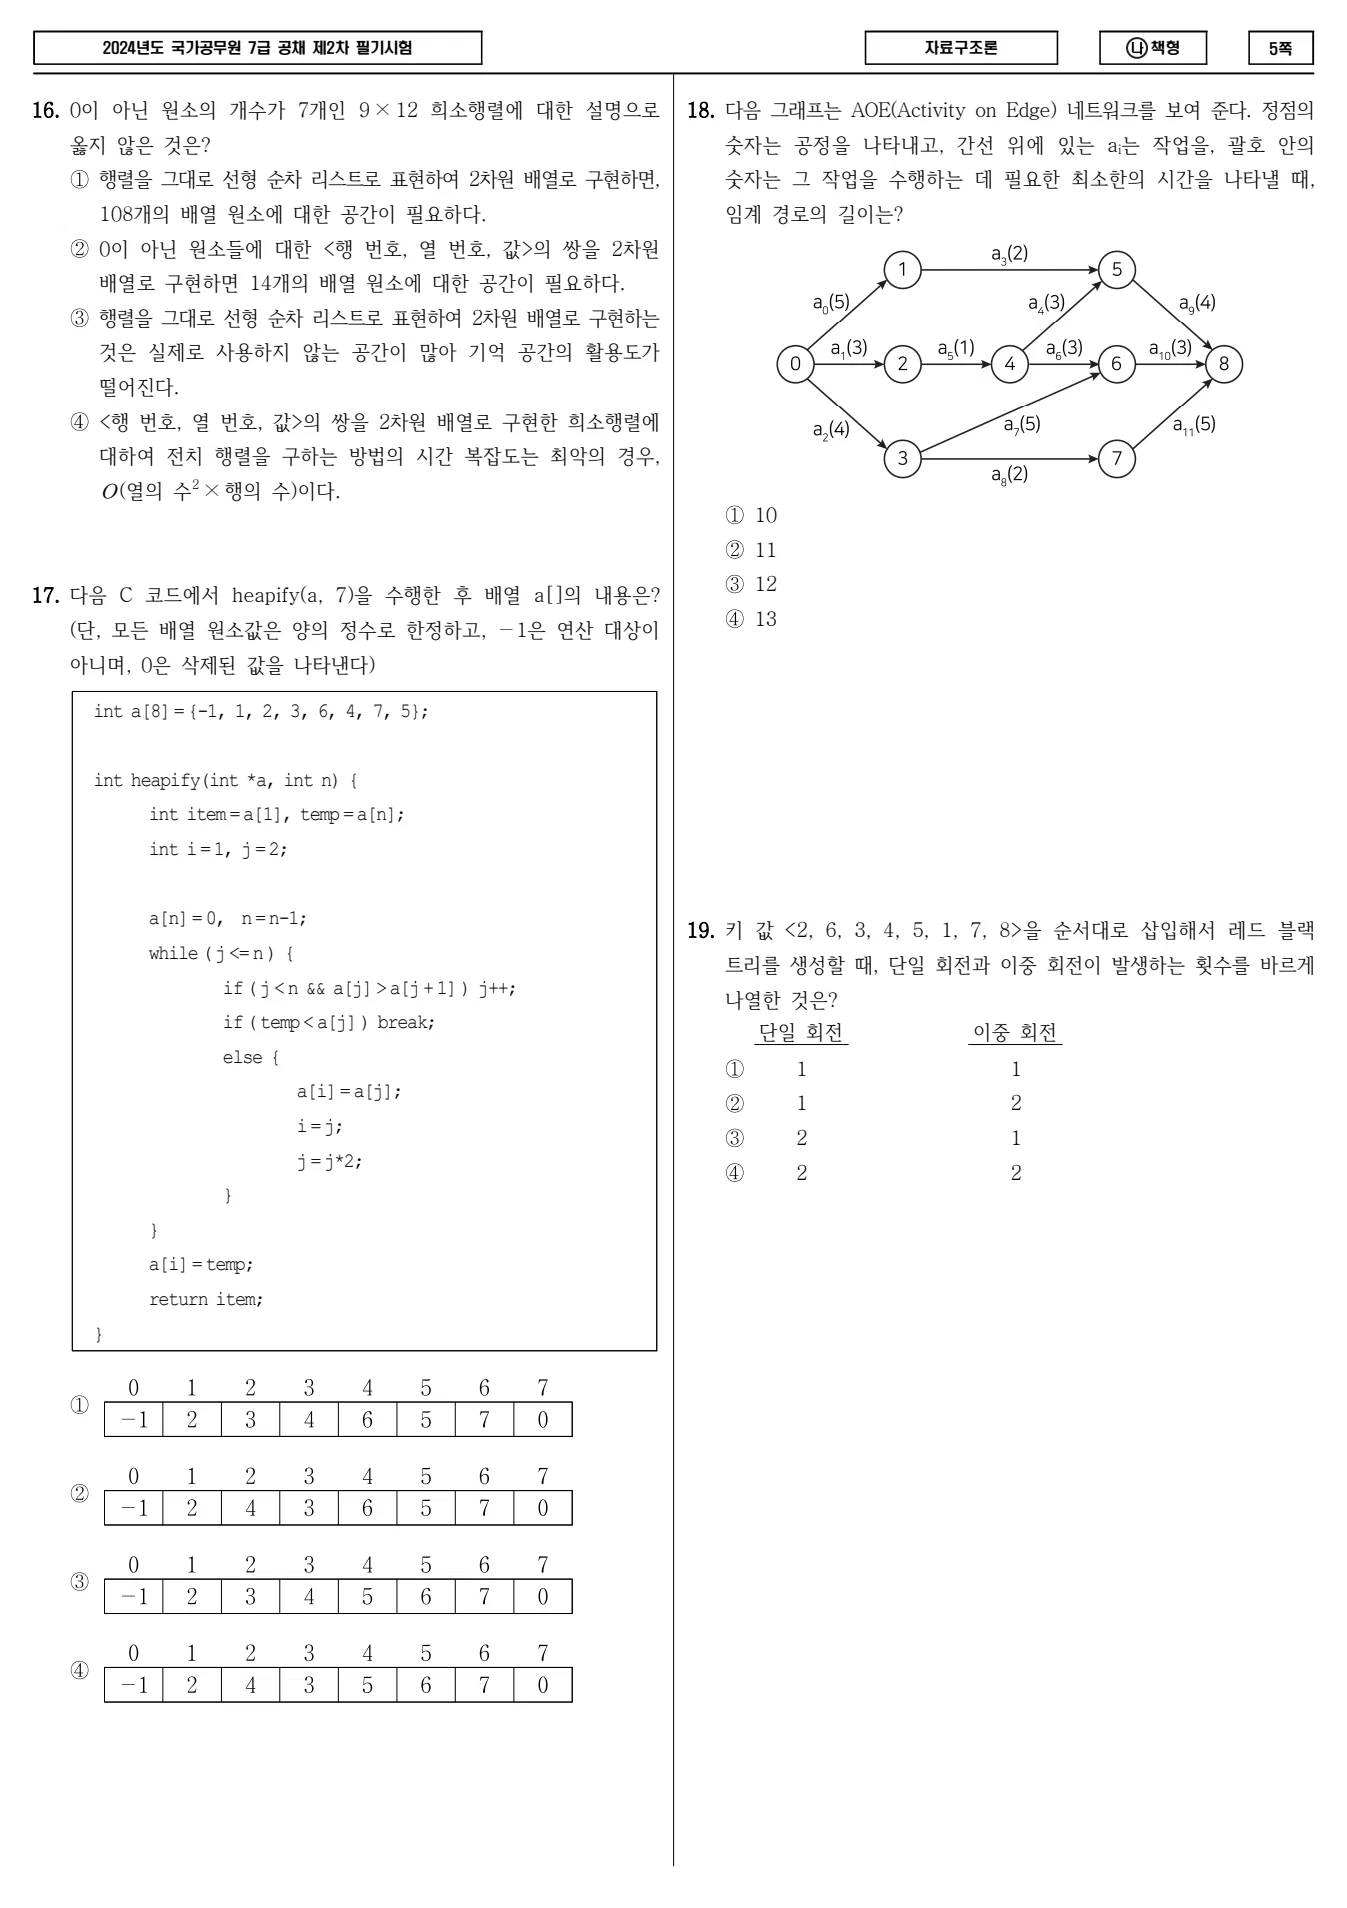 2024년도 국가공무원 7급 공채 제2차 필기시험
자료구조론
㉯책형
5쪽
16. 0이 아닌 원소의 개수가 7개인 9×12 희소행렬에 대한 설명으로
옳지 않은 것은?
① 행렬을 그대로 선형 순차 리스트로 표현하여 2차원 배열로 구현하면,
108개의 배열 원소에 대한 공간이 필요하다.
② 0이 아닌 원소들에 대한 <행 번호, 열 번호, 값>의 쌍을 2차원
배열로 구현하면 14개의 배열 원소에 대한 공간이 필요하다.
③ 행렬을 그대로 선형 순차 리스트로 표현하여 2차원 배열로 구현하는
것은 실제로 사용하지 않는 공간이 많아 기억 공간의 활용도가
떨어진다.
④ <행 번호, 열 번호, 값>의 쌍을 2차원 배열로 구현한 희소행렬에
대하여 전치 행렬을 구하는 방법의 시간 복잡도는 최악의 경우,
O(열의 수²×행의 수)이다.
17. 다음 C 코드에서 heapify(a, 7)을 수행한 후 배열 a[]의 내용은?
(단, 모든 배열 원소값은 양의 정수로 한정하고, -1은 연산 대상이
아니며, 0은 삭제된 값을 나타낸다)
int a[8]={-1, 1, 2, 3, 6, 4, 7, 5};
int heapify(int *a, int n) {
int item=a[1], temp=a[n];
int i=1, j=2;
a[n]=0, n=n-1;
while (j<=n) {
if (j<n && a[j]>a[j+1]) j++;
if (temp<a[j]) break;
else {
a[i]=a[j];
i=j;
j=j*2;
}
}
a[i]=temp;
return item;
}
0 1 2 3 4 5 6 7
① -1 2 3 4 6 5 7 0
0 1 2 3 4 5 6 7
② -1 2 4 3 6 5 7 0
0 1 2 3 4 5 6 7
③ -1 2 3 4 5 6 7 0
0 1 2 3 4 5 6 7
④ -1 2 4 3 5 6 7 0
18. 다음 그래프는 AOE(Activity on Edge) 네트워크를 보여 준다. 정점의
숫자는 공정을 나타내고, 간선 위에 있는 aᵢ는 작업을, 괄호 안의
숫자는 그 작업을 수행하는 데 필요한 최소한의 시간을 나타낼 때,
임계 경로의 길이는?
a₃(2)
1 5
a₀(5) a₄(3) a₉(4)
a₁(3) a₅(1) a₆(3) a₁₀(3)
0 2 4 6 8
a₂(4) a₇(5) a₁₁(5)
3 7
a₈(2)
① 10
② 11
③ 12
④ 13
19. 키 값 <2, 6, 3, 4, 5, 1, 7, 8>을 순서대로 삽입해서 레드 블랙
트리를 생성할 때, 단일 회전과 이중 회전이 발생하는 횟수를 바르게
나열한 것은?
단일 회전 이중 회전
① 1 1
② 1 2
③ 2 1
④ 2 2